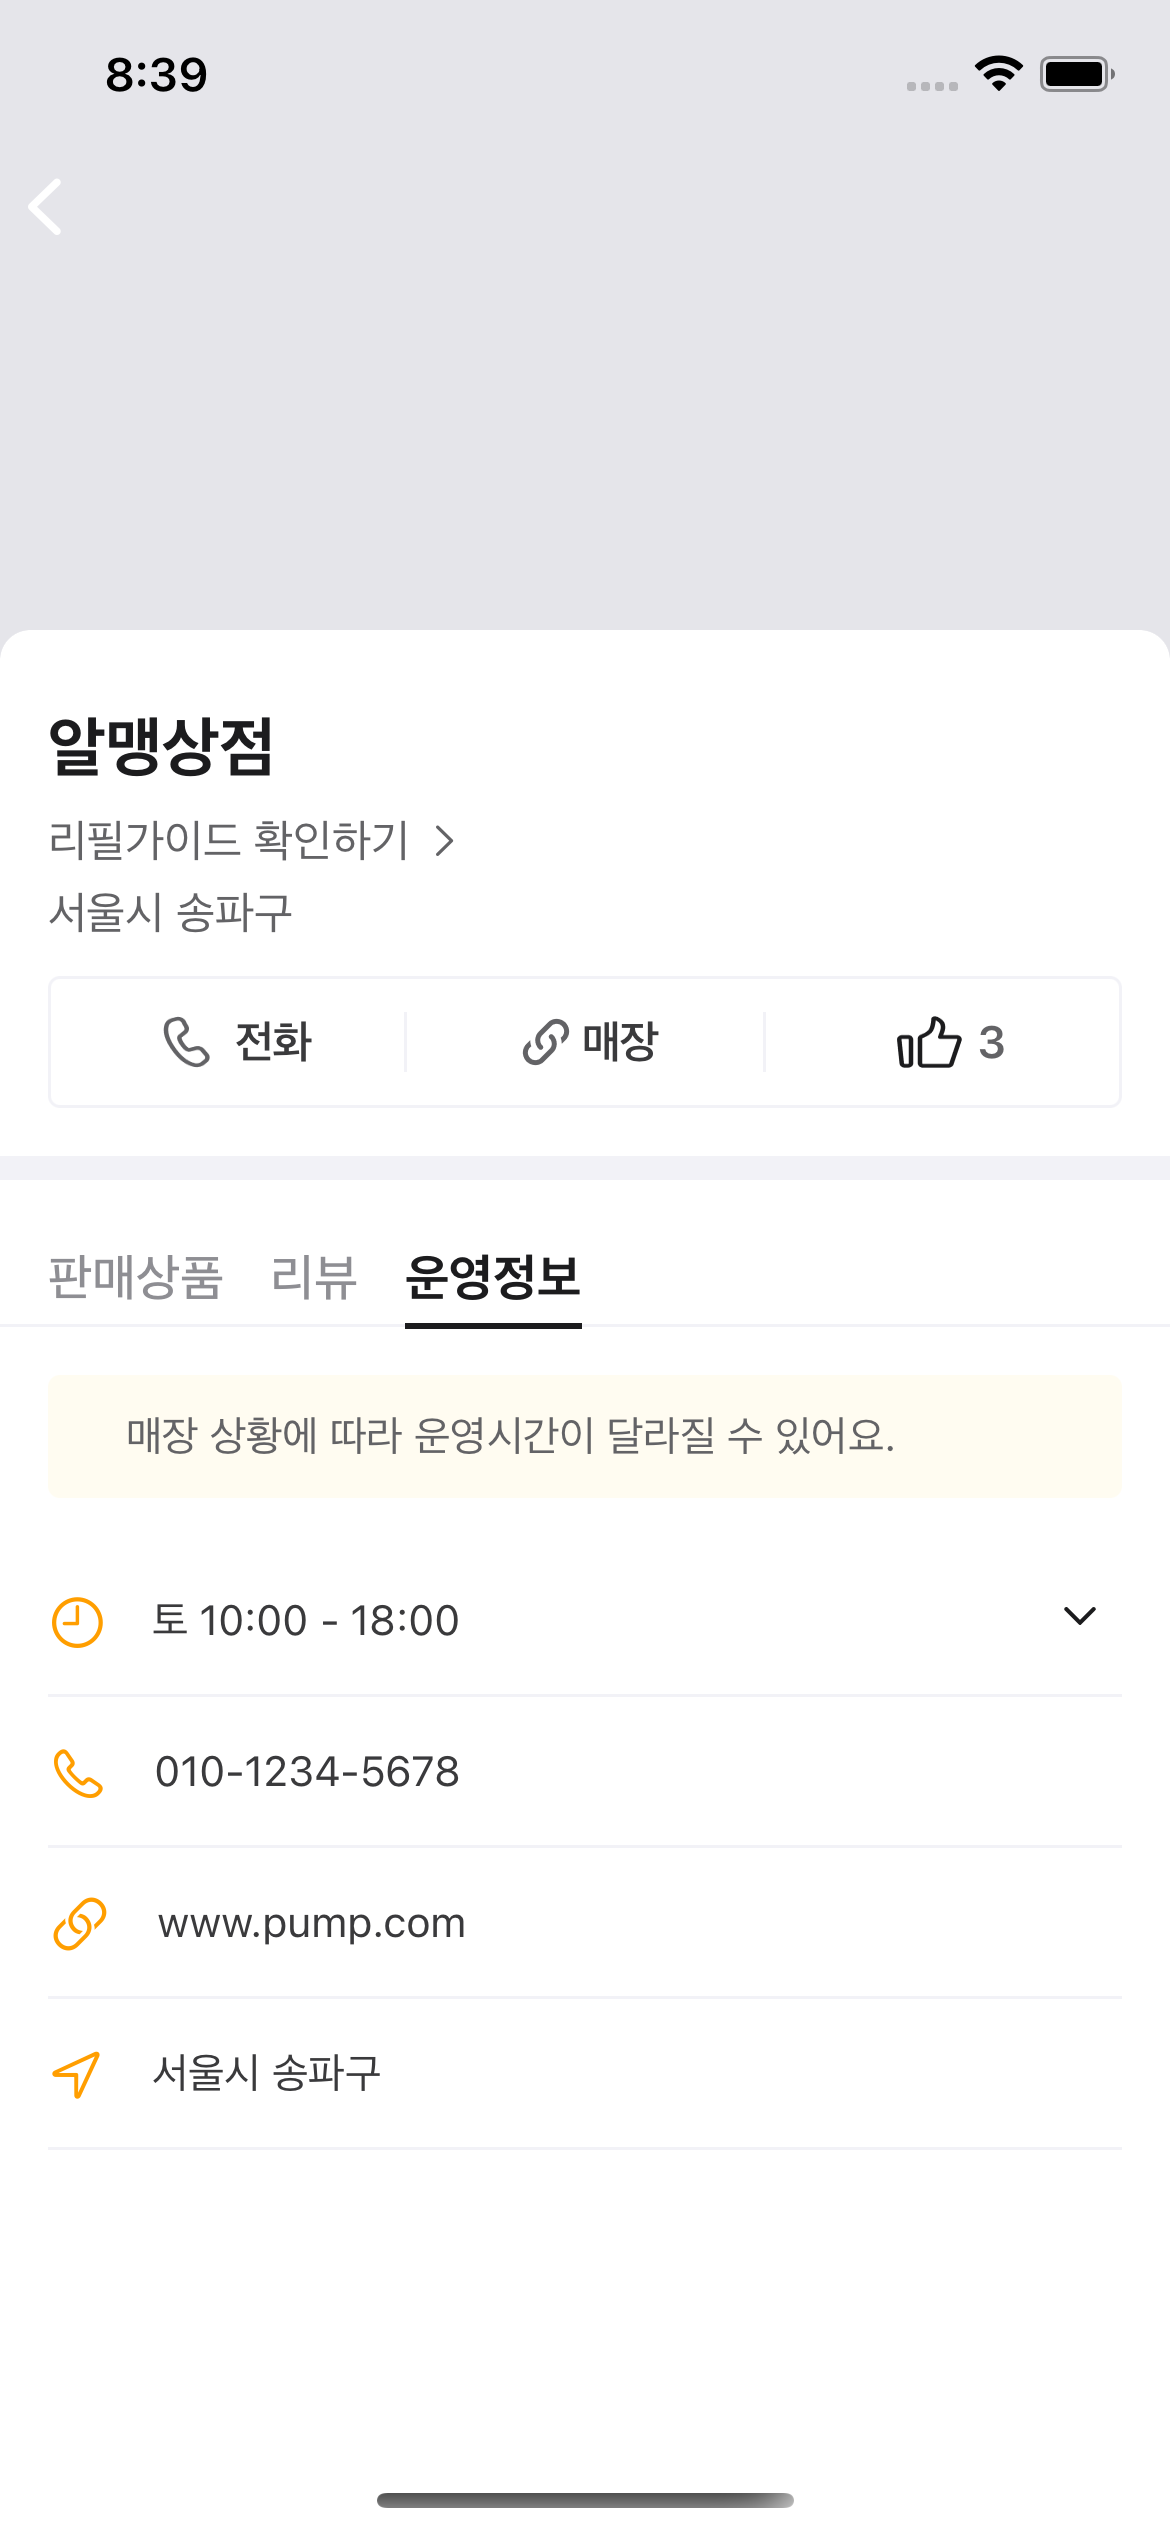 8:39
알맹상점
리필가이드 확인하기
서울시 송파구
전화 매장 3
판매상품 리뷰 운영정보
매장 상황에 따라 운영시간이 달라질 수 있어요.
토 10:00 - 18:00
010-1234-5678
www.pump.com
서울시 송파구